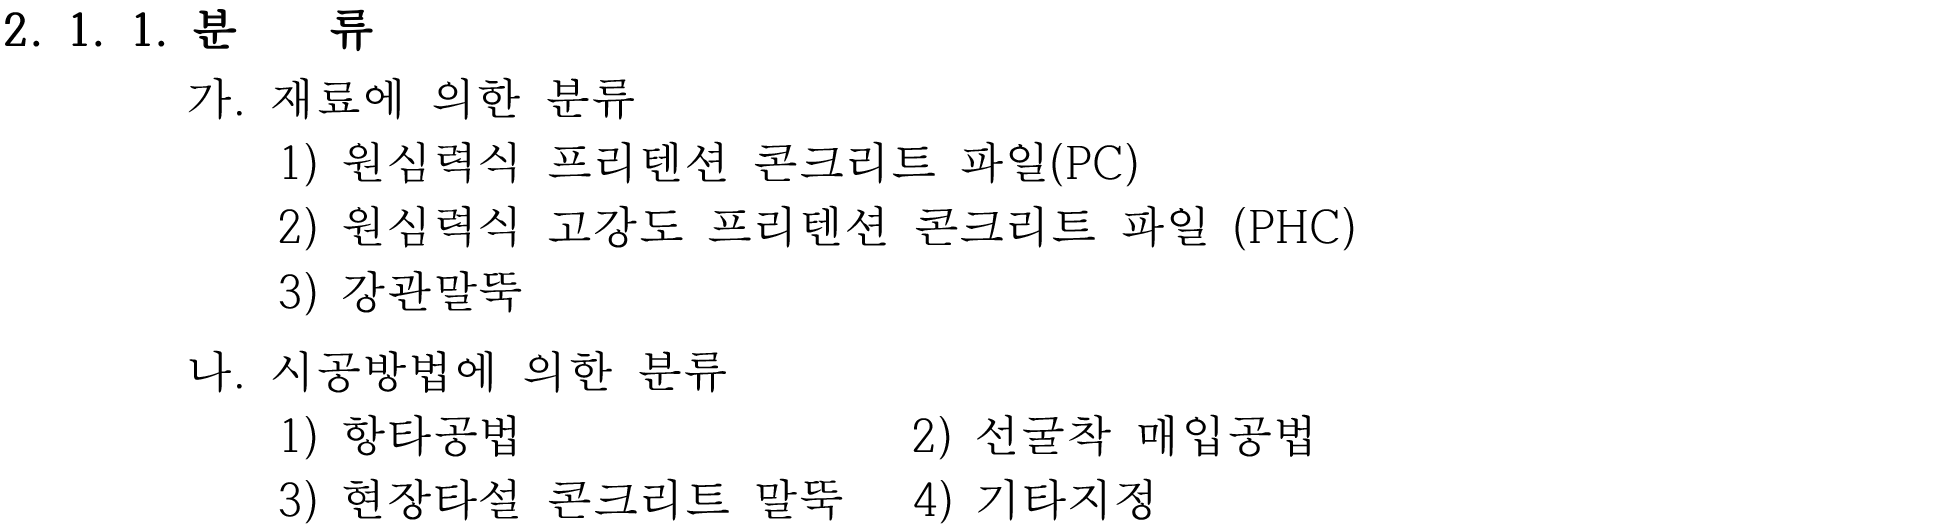 2. 1. 1. 분 류
가. 재료에 의한 분류
1) 원심력식 프리텐션 콘크리트 파일(PC)
2) 원심력식 고강도 프리텐션 콘크리트 파일 (PHC)
3) 강관말뚝
나. 시공방법에 의한 분류
1) 항타공법 2) 선굴착 매입공법
3) 현장타설 콘크리트 말뚝 4) 기타지정